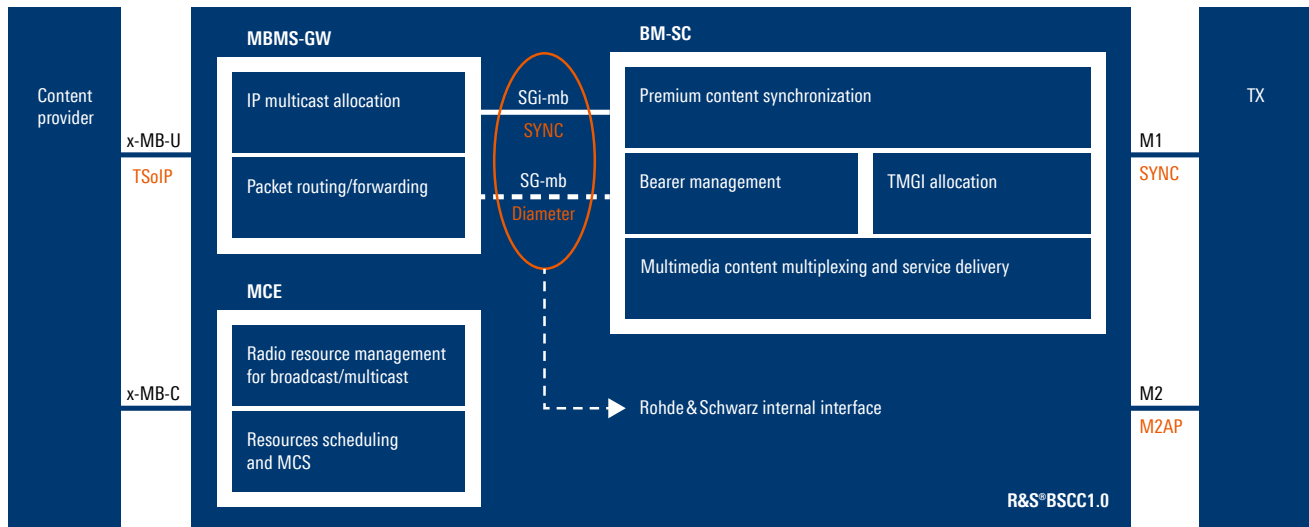 Content
provider
x-MB-U
TSoIP
x-MB-C
MBMS-GW
IP multicast allocation
Packet routing/forwarding
MCE
Radio resource management
for broadcast/multicast
Resources scheduling
and MCS
SGi-mb
SYNC
SG-mb
Diameter
BM-SC
Premium content synchronization
Bearer management
TMGI allocation
Multimedia content multiplexing and service delivery
Rohde & Schwarz internal interface
R&S®BSCC1.0
M1
SYNC
M2
M2AP
TX